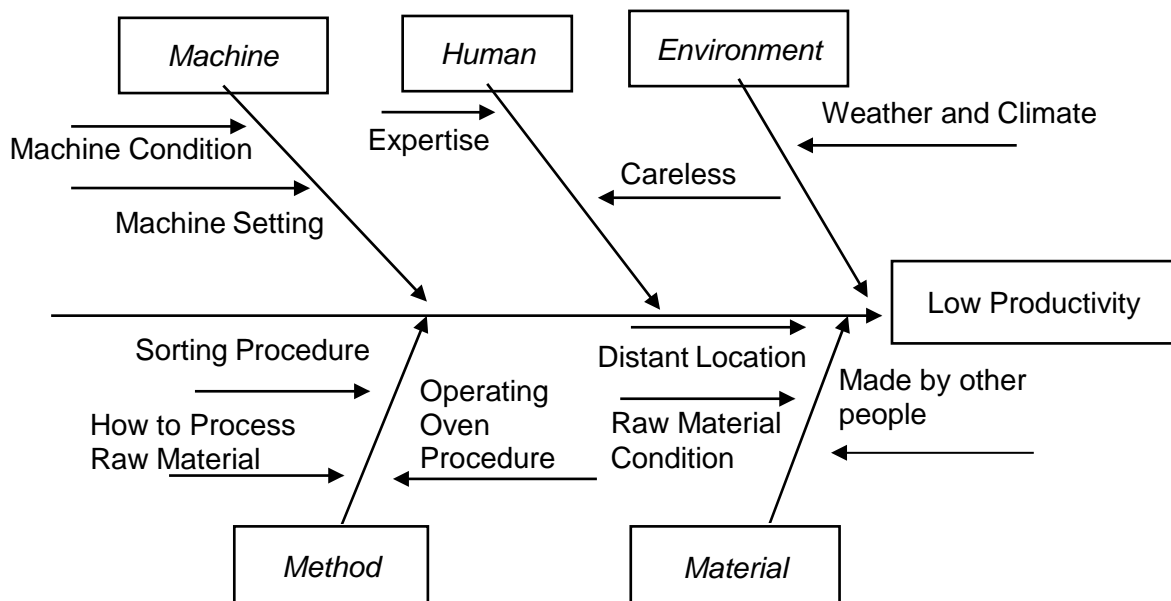 Machine
Human
Environment
Weather and Climate
Expertise
Machine Condition
Careless
Machine Setting
Low Productivity
Sorting Procedure
Distant Location
Made by other
people
Operating
Oven
Procedure
How to Process
Raw Material
Raw Material
Condition
Method
Material